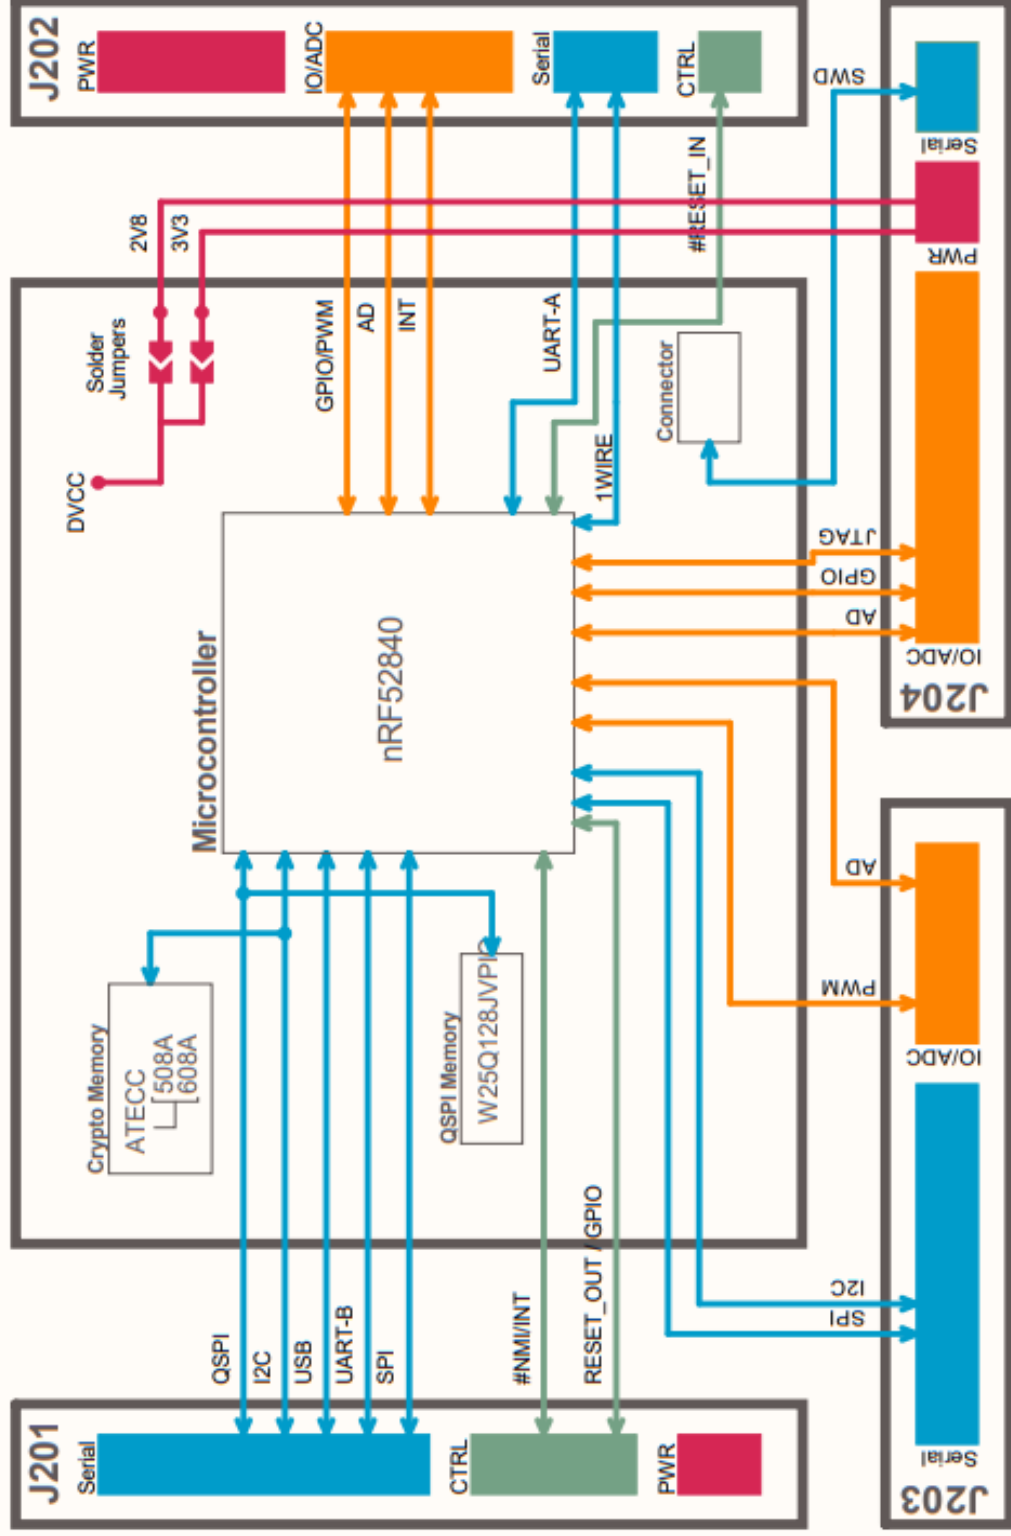 J201
Serial
CTRL
PWR
QSPI
I2C
USB
UART-B
SPI
#NMI/INT
RESET_OUT / GPIO
Crypto Memory
ATECC
508A
608A
QSPI Memory
W25Q128JVPIQ
Microcontroller
nRF52840
DVCC
Solder
Jumpers
2V8
3V3
GPIO/PWM
AD
INT
UART-A
1WIRE
#RESET_IN
Connector
J202
PWR
IO/ADC
Serial
CTRL
J203
Serial
IO/ADC
SPI
I2C
PWM
AD
J204
IO/ADC
PWR
Serial
AD
GPIO
JTAG
SWD